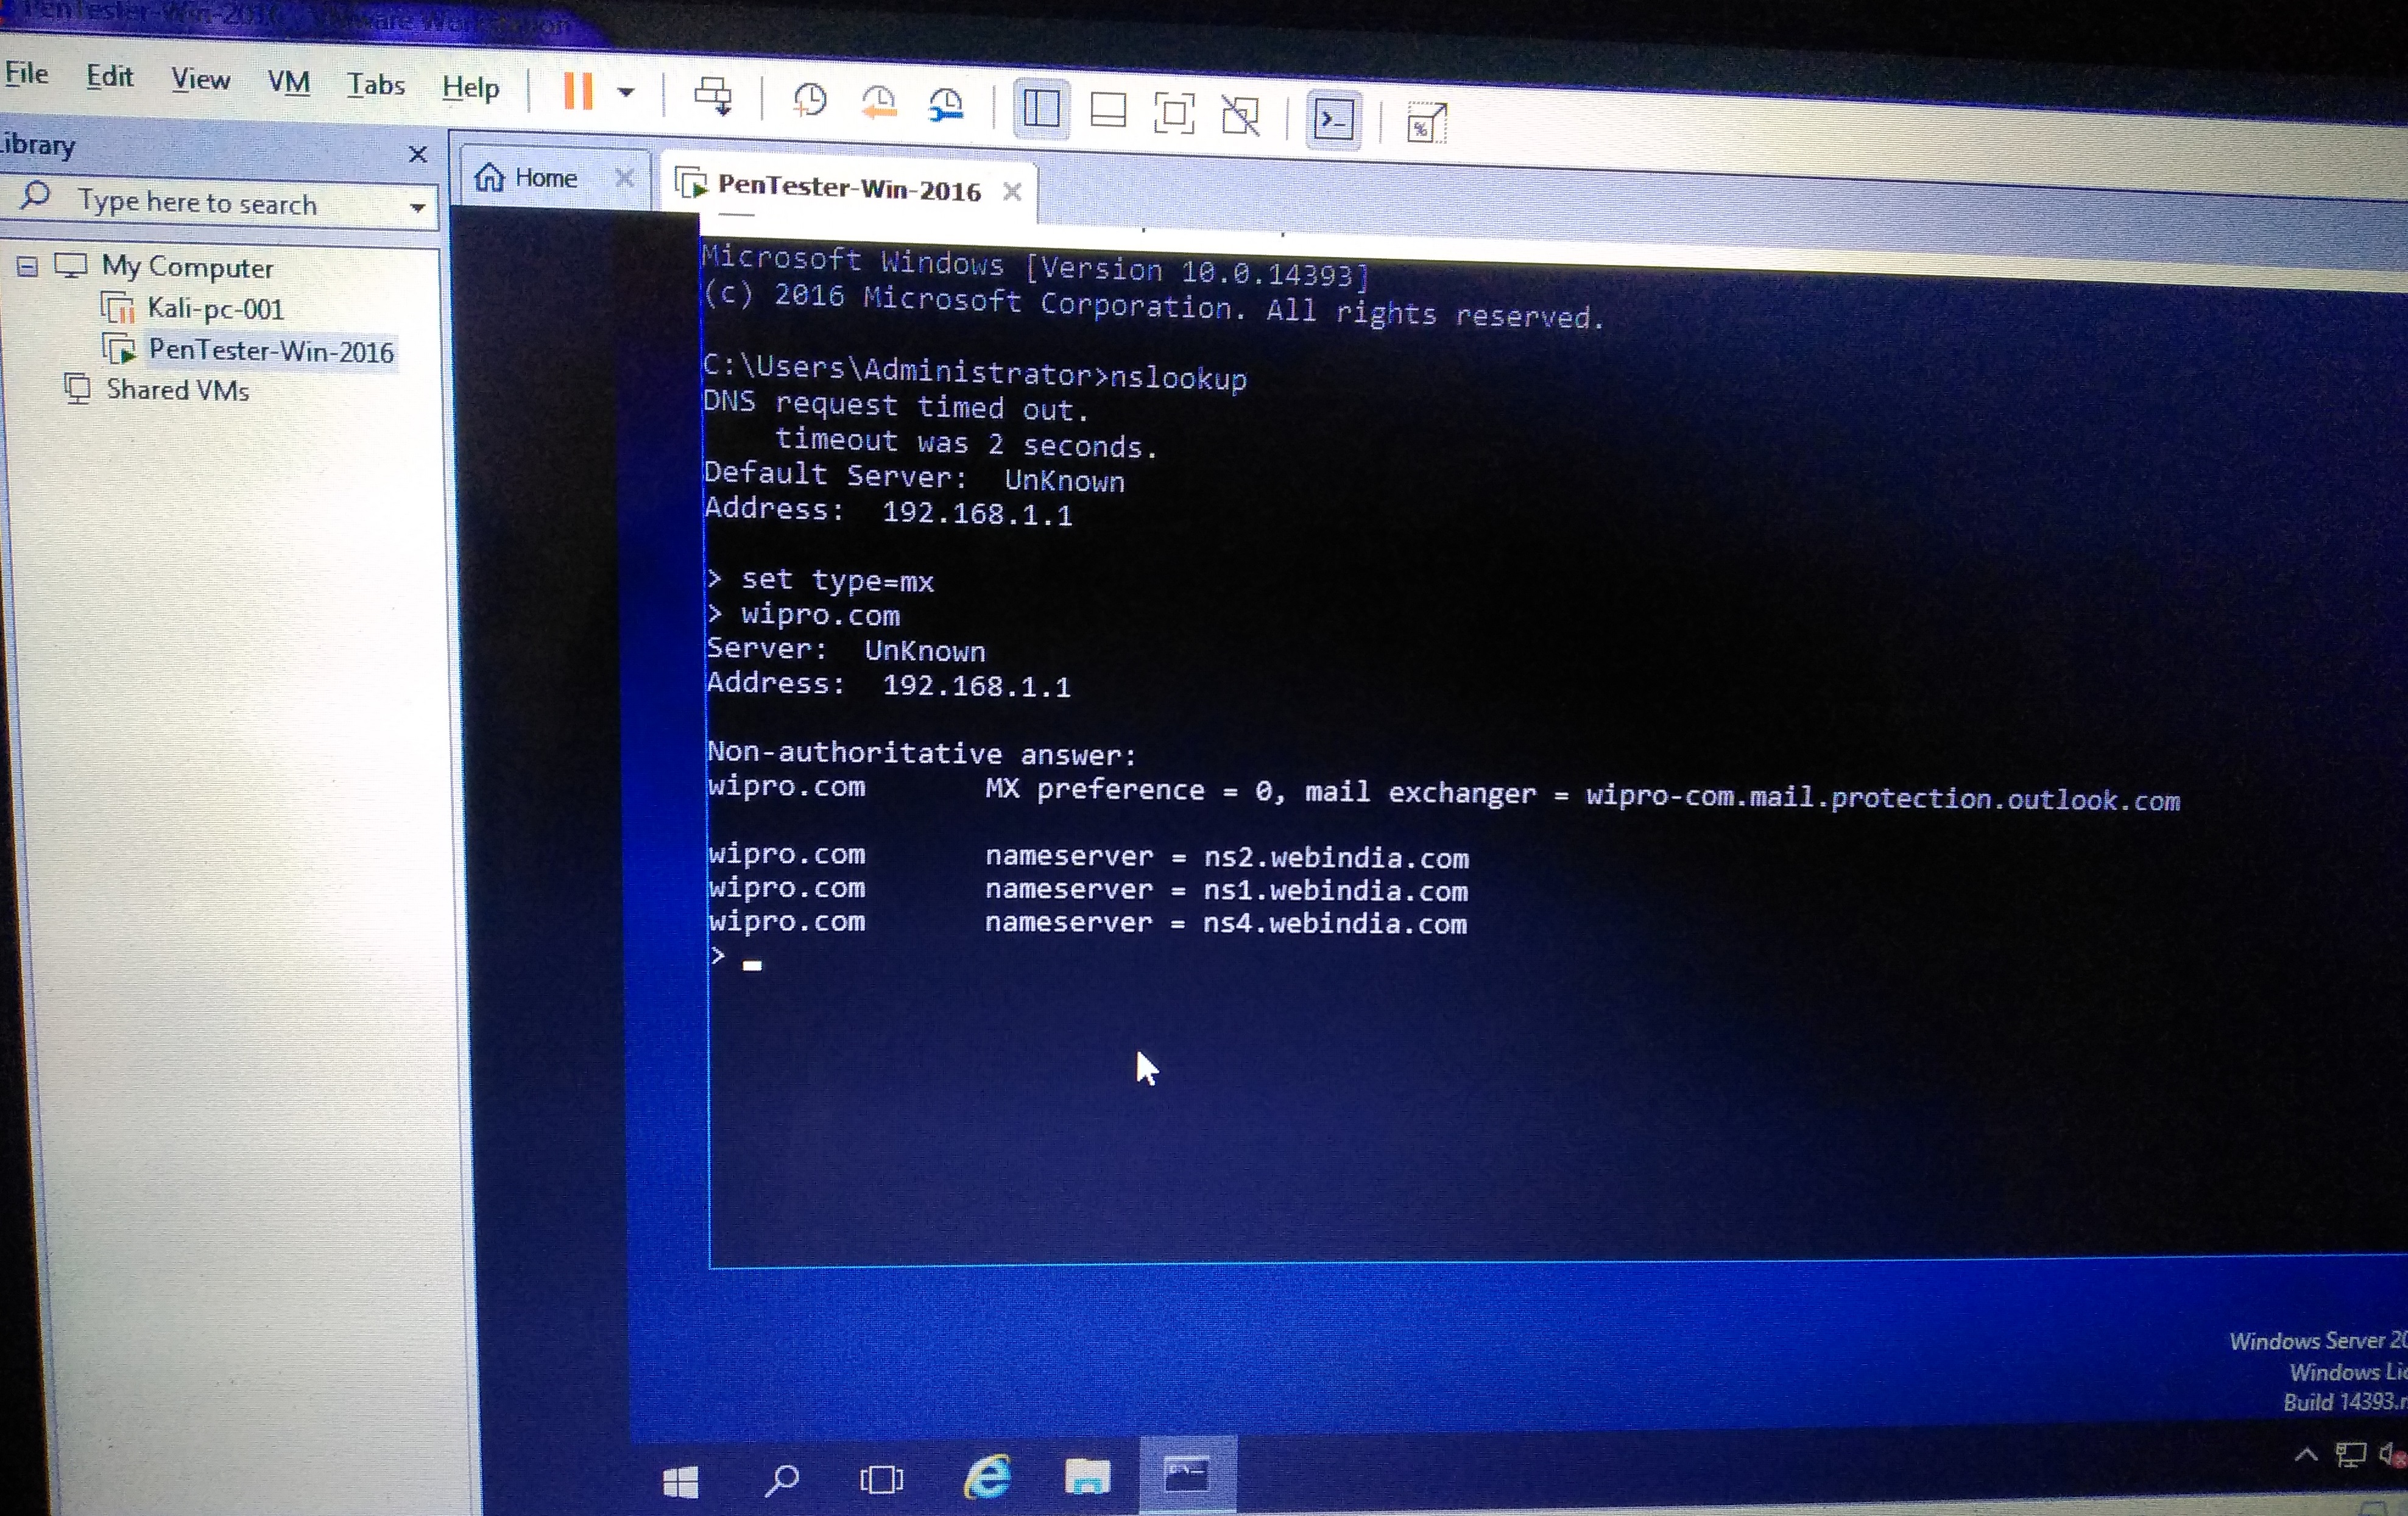 PenTester-Win-2016 - VMware Workstation
File Edit View VM Tabs Help
Library
Type here to search
Home
PenTester-Win-2016
My Computer
Kali-pc-001
PenTester-Win-2016
Shared VMs
Microsoft Windows [Version 10.0.14393]
(c) 2016 Microsoft Corporation. All rights reserved.
C:\Users\Administrator>nslookup
DNS request timed out.
timeout was 2 seconds.
Default Server: UnKnown
Address: 192.168.1.1
> set type=mx
> wipro.com
Server: UnKnown
Address: 192.168.1.1
Non-authoritative answer:
wipro.com MX preference = 0, mail exchanger = wipro-com.mail.protection.outlook.com
wipro.com nameserver = ns2.webindia.com
wipro.com nameserver = ns1.webindia.com
wipro.com nameserver = ns4.webindia.com
>
Windows Server 20
Windows Lic
Build 14393.r